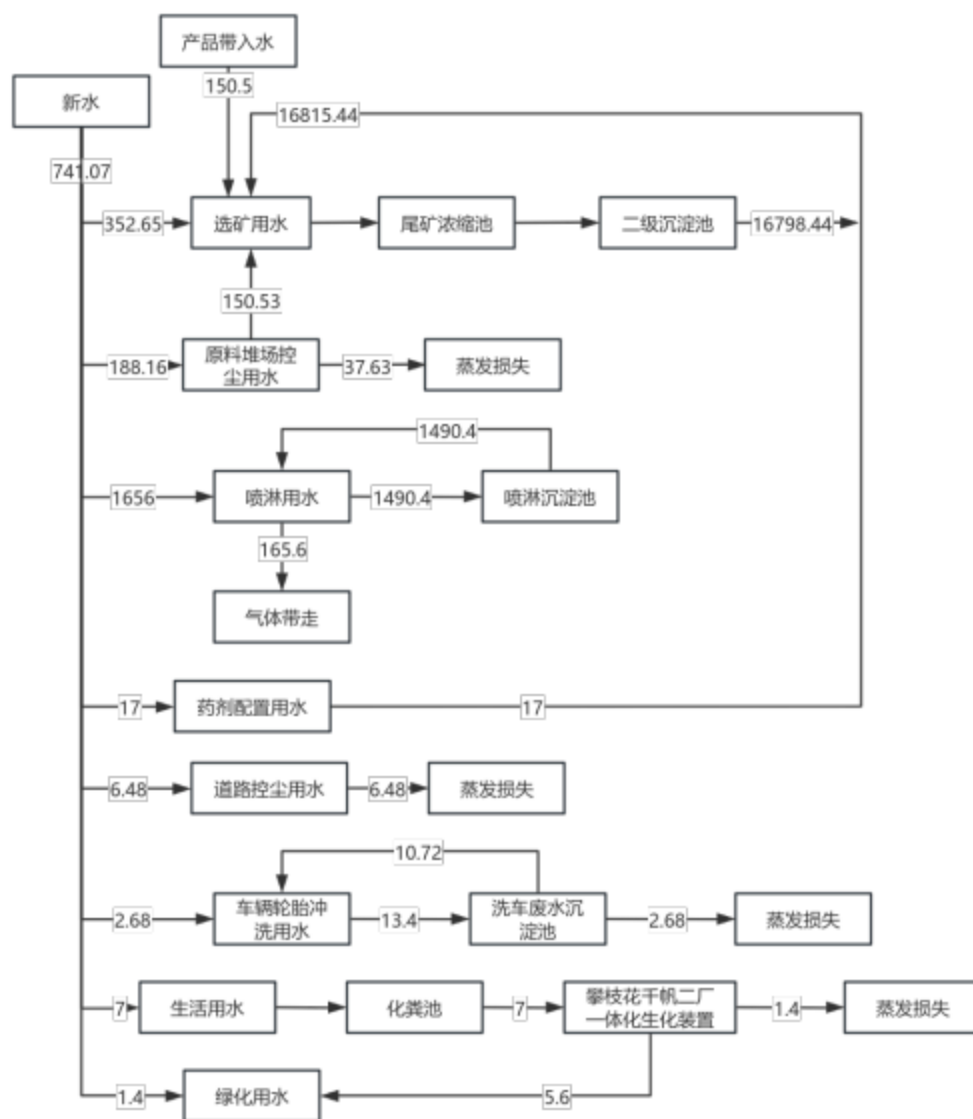 产品带入水
150.5
新水
741.07
16815.44
352.65
选矿用水
尾矿浓缩池
二级沉淀池
16798.44
150.53
188.16
原料堆场控
尘用水
37.63
蒸发损失
1490.4
1656
喷淋用水
1490.4
喷淋沉淀池
165.6
气体带走
17
药剂配置用水
17
6.48
道路控尘用水
6.48
蒸发损失
10.72
2.68
车辆轮胎冲
洗用水
13.4
洗车废水沉
淀池
2.68
蒸发损失
7
生活用水
化粪池
7
攀枝花干帆二厂
一体化生化装置
1.4
蒸发损失
1.4
绿化用水
5.6